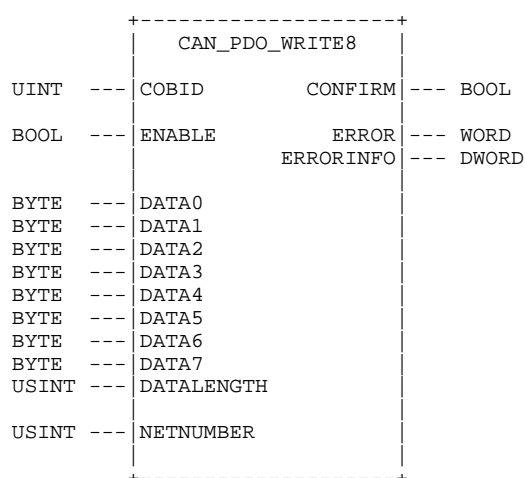 CAN_PDO_WRITE8
UINT ---|COBID CONFIRM|--- BOOL
BOOL ---|ENABLE ERROR|--- WORD
ERRORINFO|--- DWORD
BYTE ---|DATA0
BYTE ---|DATA1
BYTE ---|DATA2
BYTE ---|DATA3
BYTE ---|DATA4
BYTE ---|DATA5
BYTE ---|DATA6
BYTE ---|DATA7
USINT ---|DATALENGTH
USINT ---|NETNUMBER